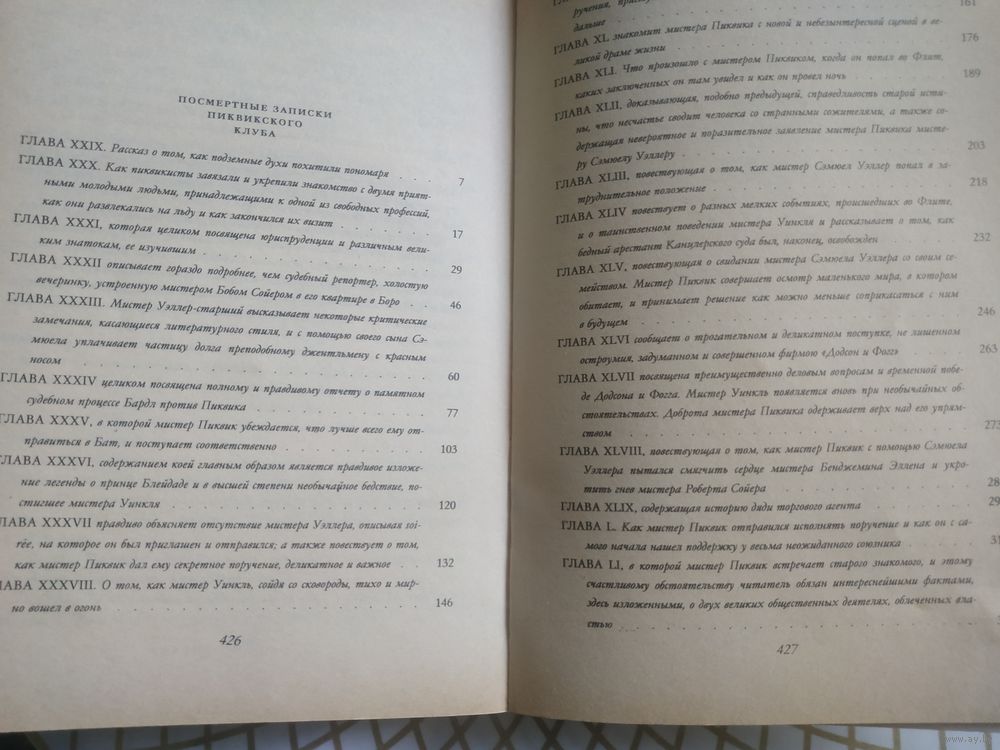 ПОСМЕРТНЫЕ ЗАПИСКИ
ПИКВИКСКОГО
КЛУБА
ГЛАВА XXIX. Рассказ о том, как подземные духи похитили пономаря . . 7
ГЛАВА XXX. Как пиквикисты завязали и укрепили знакомство с двумя прият-
ными молодыми людьми, принадлежащими к одной из свободных профессий,
как они развлекались на льду и как закончился их визит . . . . 17
ГЛАВА XXXI, которая целиком посвящена юриспруденции и различным вели-
ким знатокам, ее изучившим . . . . . . . . . . 29
ГЛАВА XXXII описывает гораздо подробнее, чем судебный репортер, холостую
вечеринку, устроенную мистером Бобом Сойером в его квартире в Боро . . 46
ГЛАВА XXXIII. Мистер Уэллер-старший высказывает некоторые критические
замечания, касающиеся литературного стиля, и с помощью своего сына Сэ-
мюела уплачивает частицу долга преподобному джентльмену с красным
носом . . . . . . . . . . . . . . 60
ГЛАВА XXXIV целиком посвящена полному и правдивому отчету о памятном
судебном процессе Бардл против Пиквика . . . . . . . . 77
ГЛАВА XXXV, в которой мистер Пиквик убеждается, что лучше всего ему от-
правиться в Бат, и поступает соответственно . . . . . . . 103
ГЛАВА XXXVI, содержанием коей главным образом является правдивое изложе-
ние легенды о принце Блейдаде и в высшей степени необычайное бедствие, по-
стигшее мистера Уинкля . . . . . . . . . . . 120
ГЛАВА XXXVII правдиво объясняет отсутствие мистера Уэллера, описывая soi-
rée, на которое он был приглашен и отправился; а также повествует о том,
как мистер Пиквик дал ему секретное поручение, деликатное и важное . . 132
ЛАВА XXXVIII. О том, как мистер Уинкль, сойдя со сковороды, тихо и мир-
но вошел в огонь . . . . . . . . . . . . 146
426
ручения,
дальше . . . . . . . . . . . . . . 161
ГЛАВА XL знакомит мистера Пиквика с новой и небезынтересной сценой в ве-
ликой драме жизни . . . . . . . . . . . . 176
ГЛАВА XLI. Что произошло с мистером Пиквиком, когда он попал во Флит,
каких заключенных он там увидел и как он провел ночь . . . . 189
ГЛАВА XLII, доказывающая, подобно предыдущей, справедливость старой исти-
ны, что несчастье сводит человека со странными сожителями, а также со-
держащая невероятное и поразительное заявление мистера Пиквика мисте-
ру Сэмюелу Уэллеру . . . . . . . . . . . . 203
ГЛАВА XLIII, повествующая о том, как мистер Сэмюел Уэллер попал в за-
труднительное положение . . . . . . . . . . . 218
ГЛАВА XLIV повествует о разных мелких событиях, происшедших во Флите,
и о таинственном поведении мистера Уинкля и рассказывает о том, как
бедный арестант Канцлерского суда был, наконец, освобожден . . . 232
ГЛАВА XLV, повествующая о свидании мистера Сэмюела Уэллера со своим се-
мейством. Мистер Пиквик совершает осмотр маленького мира, в котором
обитает, и принимает решение как можно меньше соприкасаться с ним
в будущем . . . . . . . . . . . . . 246
ГЛАВА XLVI сообщает о трогательном и деликатном поступке, не лишенном
остроумия, задуманном и совершенном фирмою «Додсон и Фогг» . . . 263
ГЛАВА XLVII посвящена преимущественно деловым вопросам и временной побе-
де Додсона и Фогга. Мистер Уинкль появляется вновь при необычайных об-
стоятельствах. Доброта мистера Пиквика одерживает верх над его упрям-
ством . . . . . . . . . . . . . . 273
ГЛАВА XLVIII, повествующая о том, как мистер Пиквик с помощью Сэмюела
Уэллера пытался смягчить сердце мистера Бенджемина Эллена и укро-
тить гнев мистера Роберта Сойера . . . . . . . . . 28
ГЛАВА XLIX, содержащая историю дяди торгового агента . . . . . 29
ГЛАВА L. Как мистер Пиквик отправился исполнять поручение и как он с са-
мого начала нашел поддержку у весьма неожиданного союзника . . . 31
ГЛАВА LI, в которой мистер Пиквик встречает старого знакомого, и этому
счастливому обстоятельству читатель обязан интереснейшими фактами,
здесь изложенными, о двух великих общественных деятелях, облеченных вла-
стью . . . . . . . . . . . . . .
427